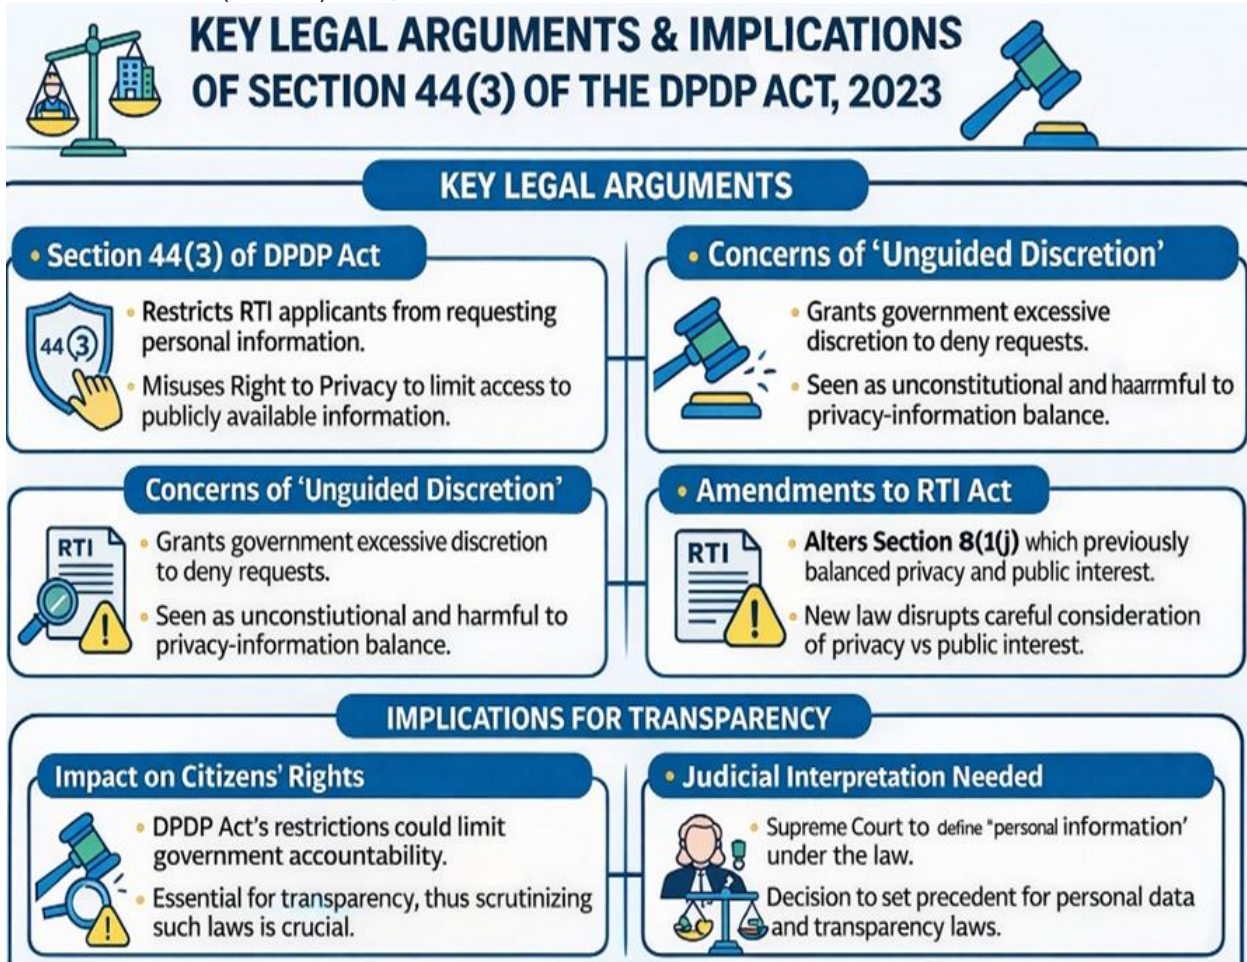 KEY LEGAL ARGUMENTS & IMPLICATIONS
OF SECTION 44(3) OF THE DPDP ACT, 2023
KEY LEGAL ARGUMENTS
• Section 44(3) of DPDP Act
44(3)
• Restricts RTI applicants from requesting
personal information.
• Misuses Right to Privacy to limit access to
publicly available information.
• Concerns of ‘Unguided Discretion’
• Grants government excessive
discretion to deny requests.
• Seen as unconstitutional and haarmful to
privacy-information balance.
Concerns of ‘Unguided Discretion’
RTI
• Grants government excessive discretion
to deny requests.
• Seen as unconstiutional and harmful to
privacy-information balance.
• Amendments to RTI Act
RTI
• Alters Section 8(1(j) which previously
balanced privacy and public interest.
• New law disrupts careful consideration
of privacy vs public interest.
IMPLICATIONS FOR TRANSPARENCY
Impact on Citizens’ Rights
• DPDP Act’s restrictions could limit
government accountability.
• Essential for transparency, thus scrutinizing
such laws is crucial.
• Judicial Interpretation Needed
• Supreme Court to define "personal information’
under the law.
Decision to set precedent for personal data
and transparency laws.